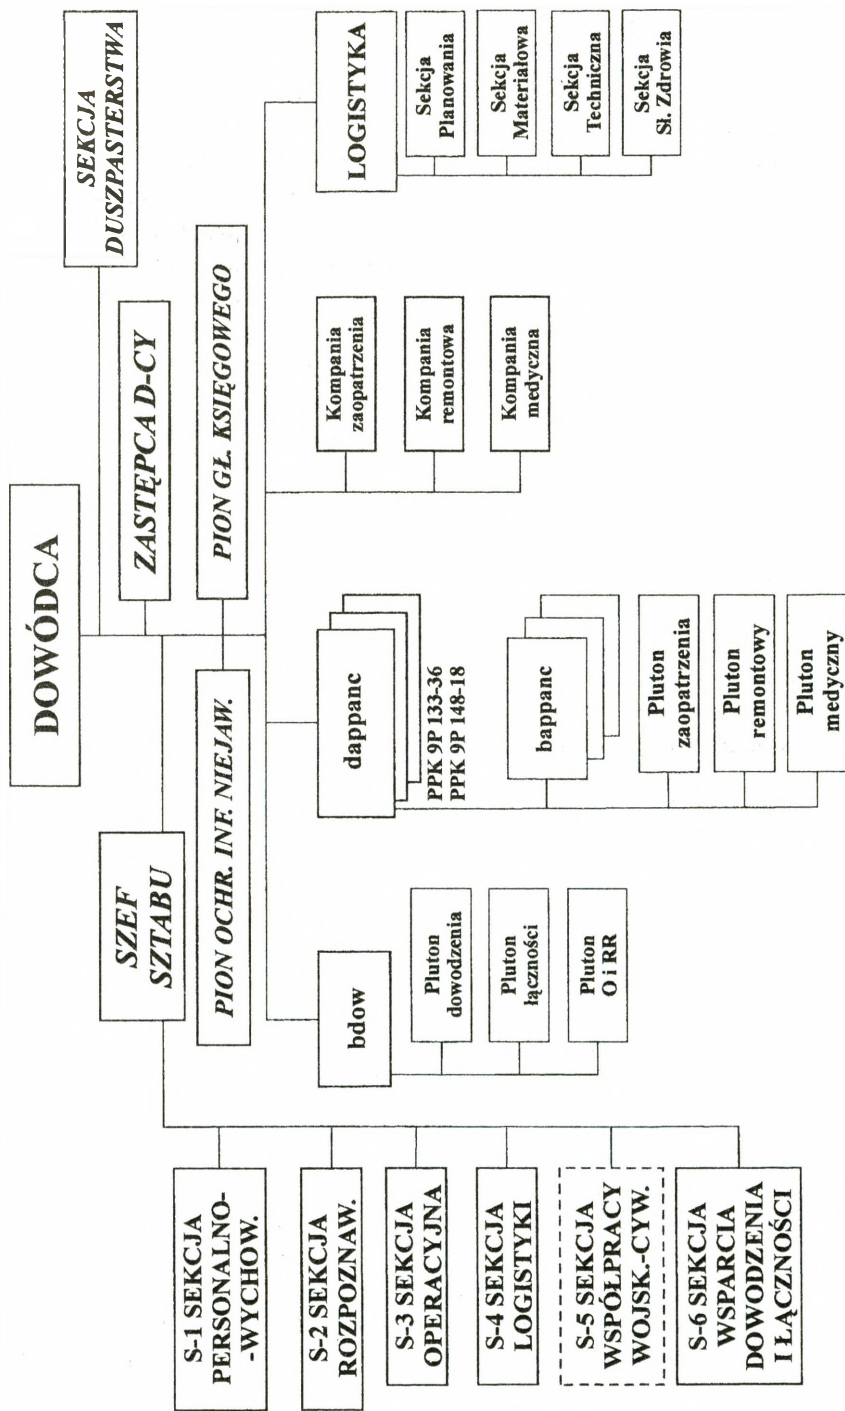 DOWÓDCA
SEKCJA
DUSZPASTERSTWA
SZEF
SZTABU
ZASTĘPCA D-CY
PION OCHR. INF. NIEJAW.
PION GŁ. KSIĘGOWEGO
S-1 SEKCJA
PERSONALNO-
-WYCHOW.
S-2 SEKCJA
ROZPOZNAW.
S-3 SEKCJA
OPERACYJNA
S-4 SEKCJA
LOGISTYKI
S-5 SEKCJA
WSPÓŁPRACY
WOJSK.-CYW.
S-6 SEKCJA
WSPARCIA
DOWODZENIA
I ŁĄCZNOŚCI
bdow
Pluton
dowodzenia
Pluton
łączności
Pluton
O i RR
dappanc
PPK 9P 133-36
PPK 9P 148-18
bappanc
Pluton
zaopatrzenia
Pluton
remontowy
Pluton
medyczny
Kompania
zaopatrzenia
Kompania
remontowa
Kompania
medyczna
LOGISTYKA
Sekcja
Planowania
Sekcja
Materiałowa
Sekcja
Techniczna
Sekcja
Sł. Zdrowia